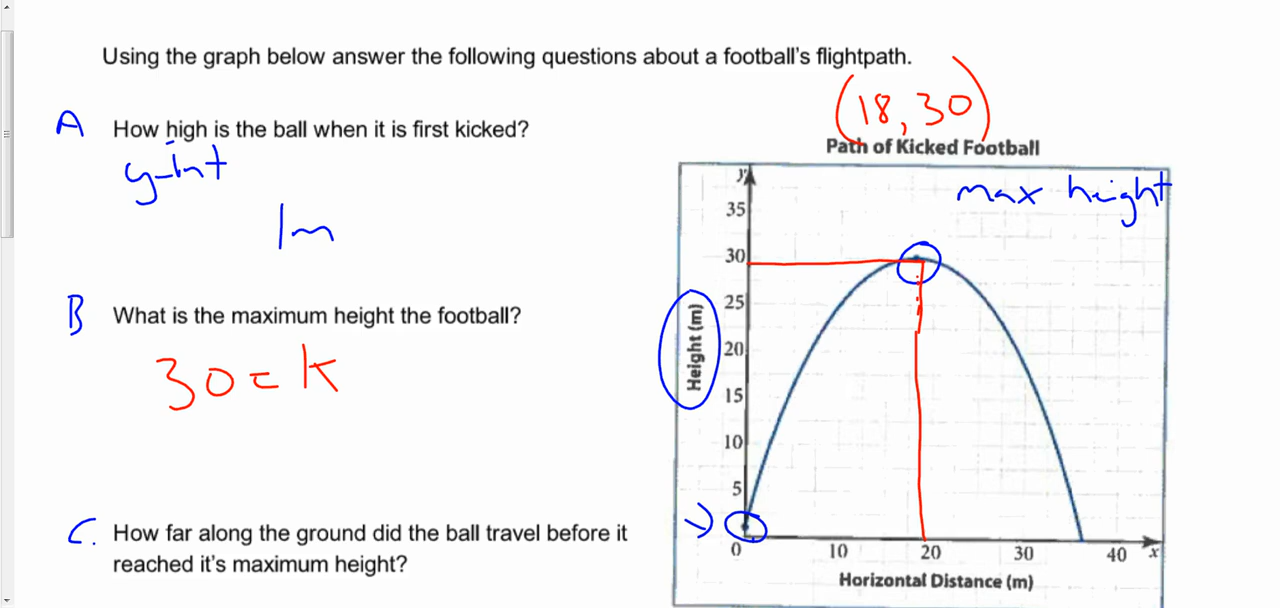 Using the graph below answer the following questions about a football's flightpath.
(18, 30)
A How high is the ball when it is first kicked?
y-int
1m
Path of Kicked Football
max height
y
35
30
25
20
15
10
5
0
10 20 30 40 x
Height (m)
Horizontal Distance (m)
B What is the maximum height the football?
30 = k
C. How far along the ground did the ball travel before it
reached it's maximum height?